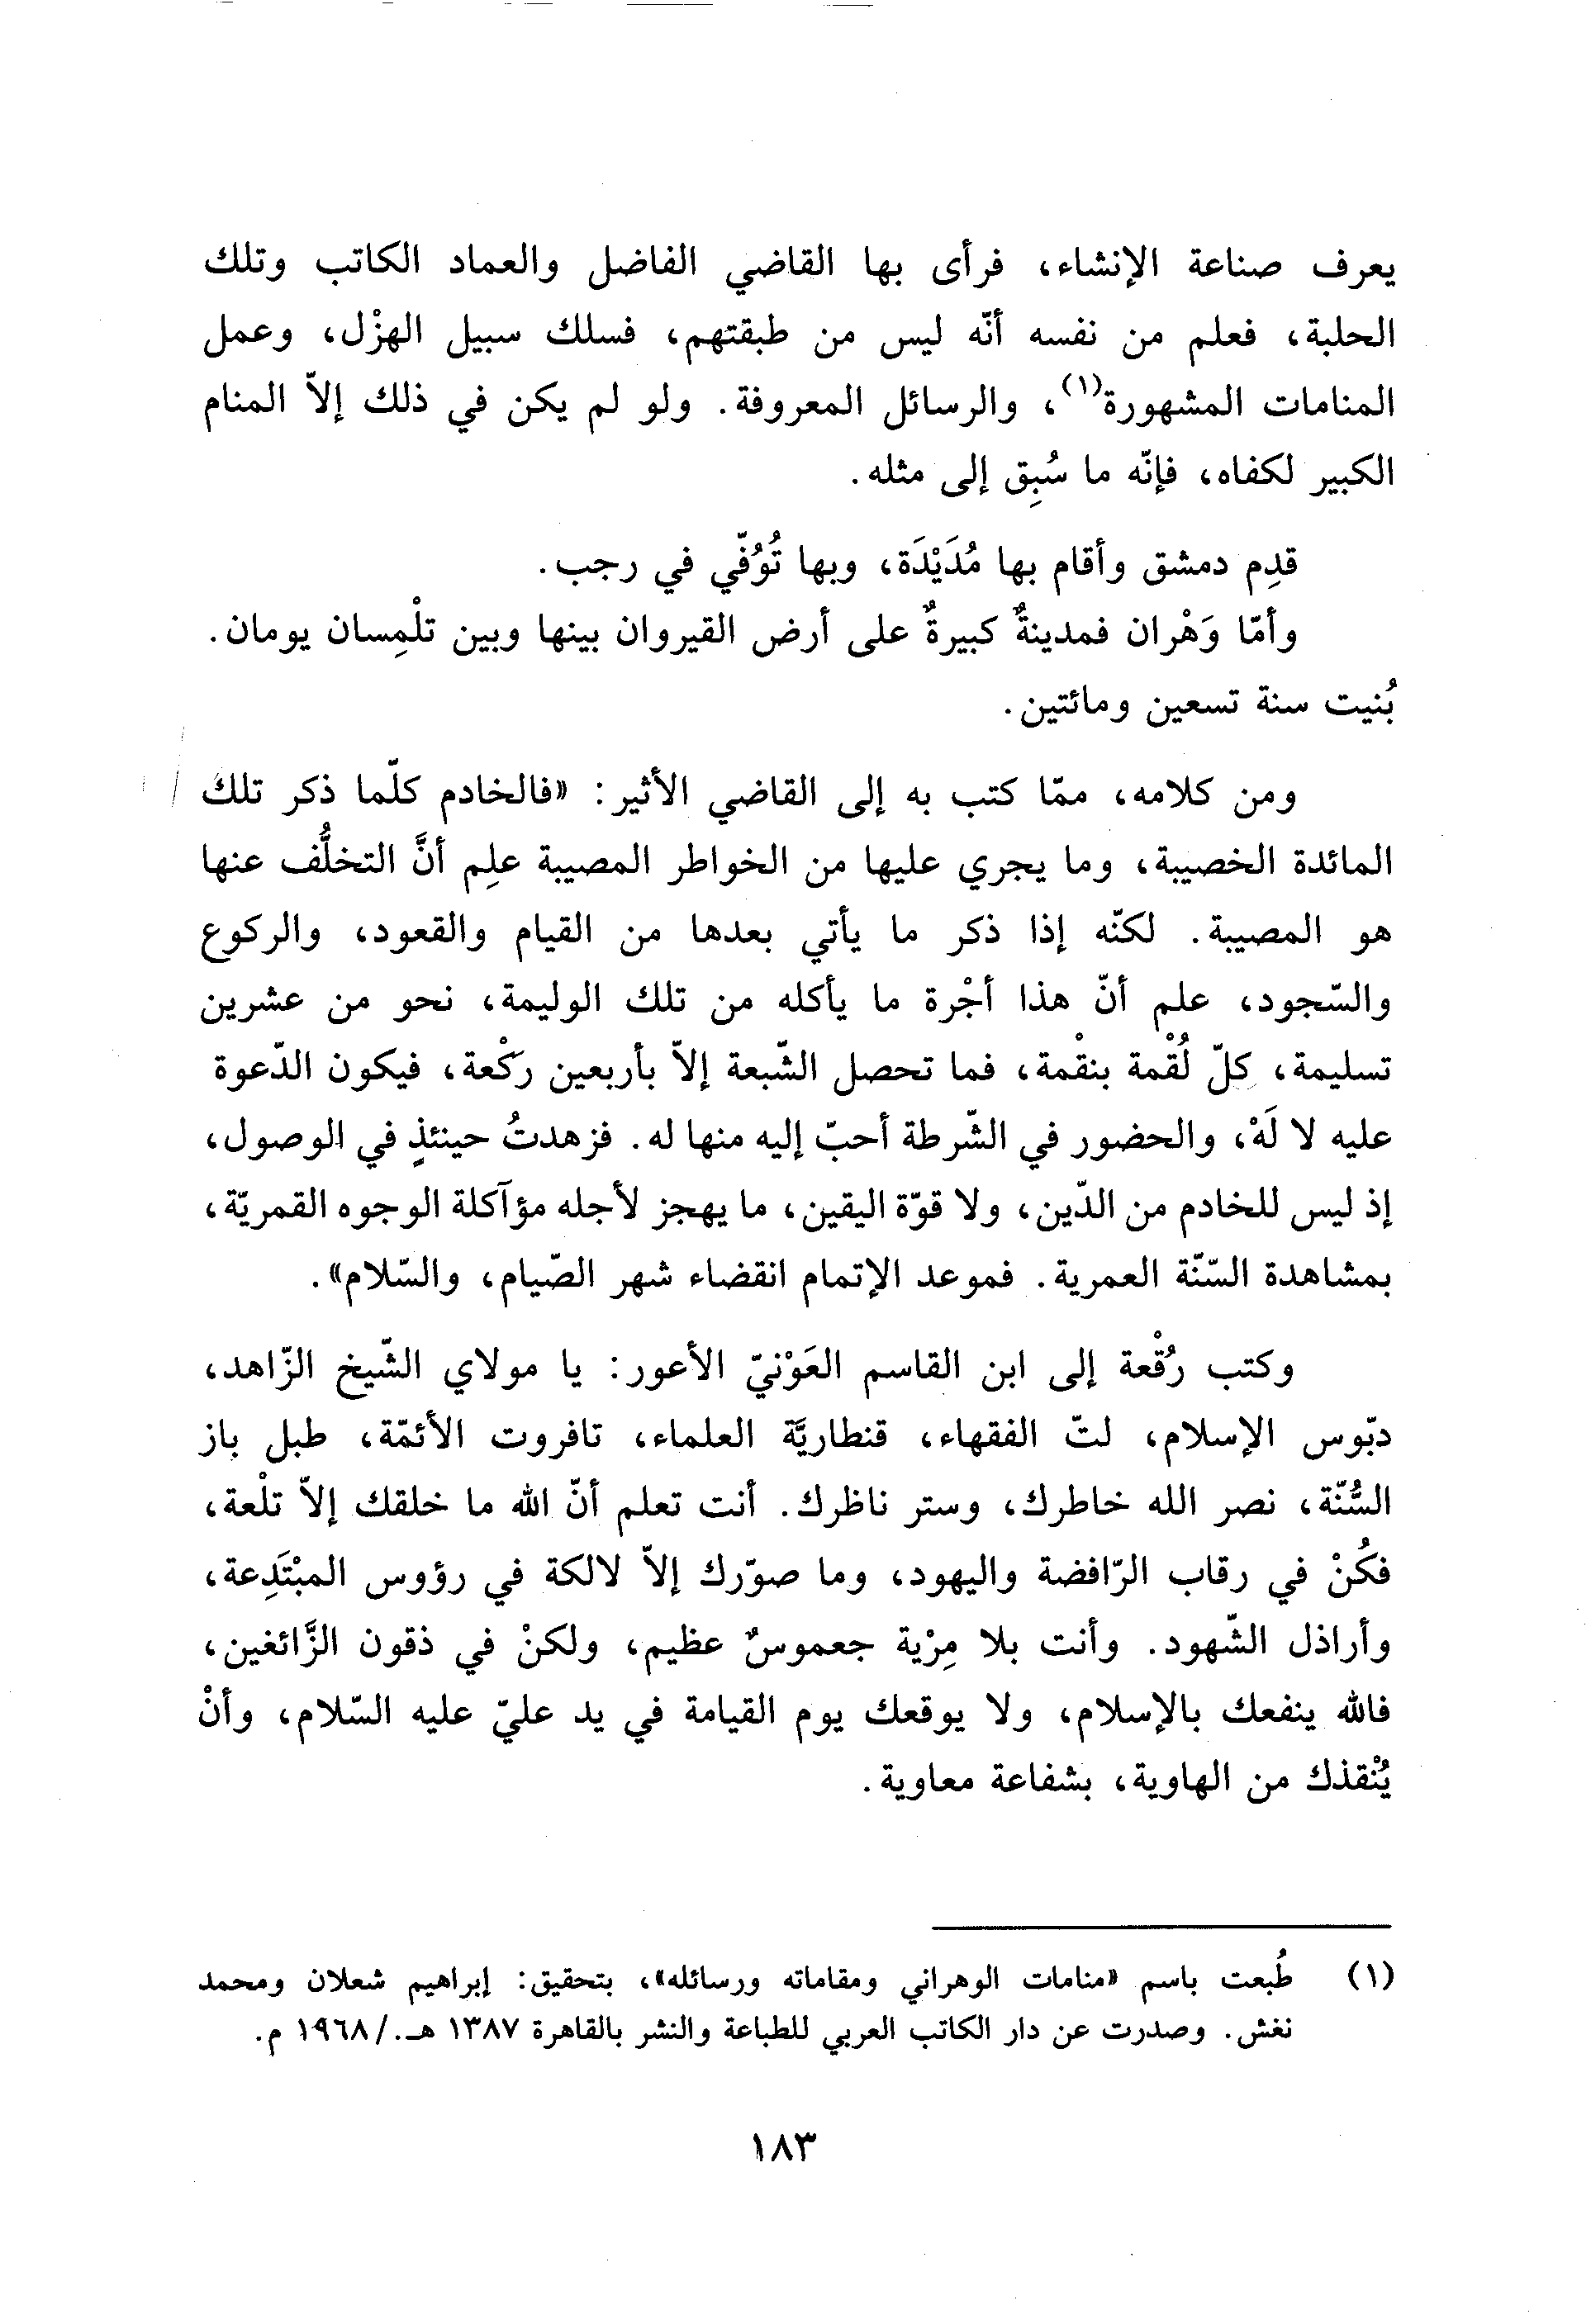 يعرف صناعة الإنشاء، فرأى بها القاضي الفاضل والعماد الكاتب وتلك
الحلبة، فعلم من نفسه أنّه ليس من طبقتهم، فسلك سبيل الهزْل، وعمل
المنامات المشهورة(١)، والرسائل المعروفة. ولو لم يكن في ذلك إلاّ المنام
الكبير لكفاه، فإنّه ما سُبِق إلى مثله.
قدِم دمشق وأقام بها مُدَيْدَة، وبها تُوُفّي في رجب.
وأمّا وَهْران فمدينةٌ كبيرةٌ على أرض القيروان بينها وبين تلْمِسان يومان.
بُنيت سنة تسعين ومائتين.
ومن كلامه، ممّا كتب به إلى القاضي الأثير: «فالخادم كلّما ذكر تلك
المائدة الخصيبة، وما يجري عليها من الخواطر المصيبة علِم أنَّ التخلُّف عنها
هو المصيبة. لكنّه إذا ذكر ما يأتي بعدها من القيام والقعود، والركوع
والسّجود، علم أنّ هذا أجْرة ما يأكله من تلك الوليمة، نحو من عشرين
تسليمة، كلّ لُقْمة بنقْمة، فما تحصل الشّبعة إلاّ بأربعين ركْعة، فيكون الدّعوة
عليه لا لَهْ، والحضور في الشّرطة أحبّ إليه منها له. فزهدتُ حينئذٍ في الوصول،
إذ ليس للخادم من الدّين، ولا قوّة اليقين، ما يهجز لأجله مؤآكلة الوجوه القمريّة،
بمشاهدة السّنّة العمرية. فموعد الإتمام انقضاء شهر الصّيام، والسّلام».
وكتب رُقْعة إلى ابن القاسم العَوْنيّ الأعور: يا مولاي الشّيخ الزّاهد،
دبّوس الإسلام، لتّ الفقهاء، قنطاريَّة العلماء، تافروت الأئمّة، طبل باز
السُّنّة، نصر الله خاطرك، وستر ناظرك. أنت تعلم أنّ الله ما خلقك إلاّ تلْعة،
فكُنْ في رقاب الرّافضة واليهود، وما صوّرك إلاّ لالكة في رؤوس المبْتَدِعة،
وأراذل الشّهود. وأنت بلا مِرْية جعموسٌ عظيم، ولكنْ في ذقون الزَّائغين،
فالله ينفعك بالإسلام، ولا يوقعك يوم القيامة في يد عليّ عليه السّلام، وأنْ
يُنْقذك من الهاوية، بشفاعة معاوية.
(١) طُبعت باسم «منامات الوهراني ومقاماته ورسائله»، بتحقيق: إبراهيم شعلان ومحمد
نغش. وصدرت عن دار الكاتب العربي للطباعة والنشر بالقاهرة ١٣٨٧ هـ./١٩٦٨ م.
١٨٣